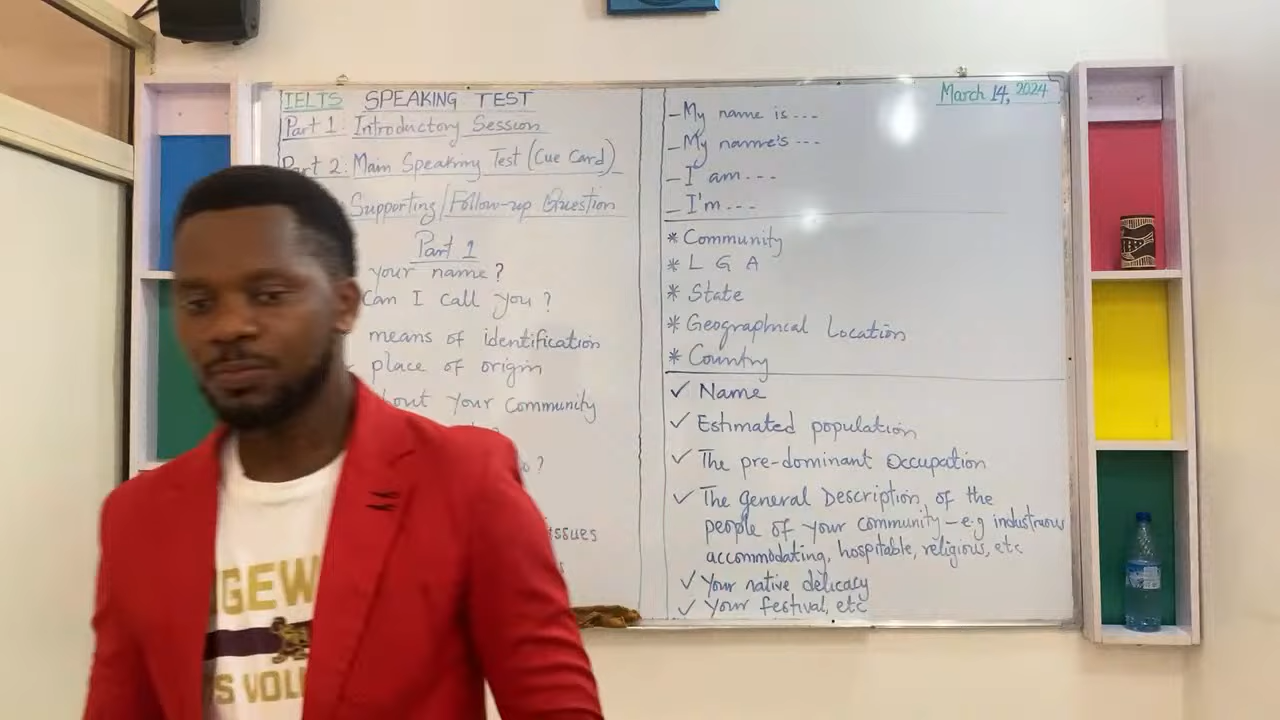 IELTS SPEAKING TEST
Part 1: Introductory Session
Part 2: Main Speaking Test (Cue Card)
Supporting/Follow-up Question
Part 1
your name?
Can I call you?
means of identification
place of origin
your community
issues
March 14, 2024
- My name is ---
- My name's ---
- I am ---
- I'm ---
* Community
* L G A
* State
* Geographical Location
* Country
✓ Name
✓ Estimated population
✓ The pre-dominant Occupation
✓ The general Description of the
people of your community - e.g industruous
accommodating, hospitable, religious, etc
✓ Your native delicacy
✓ Your festival, etc